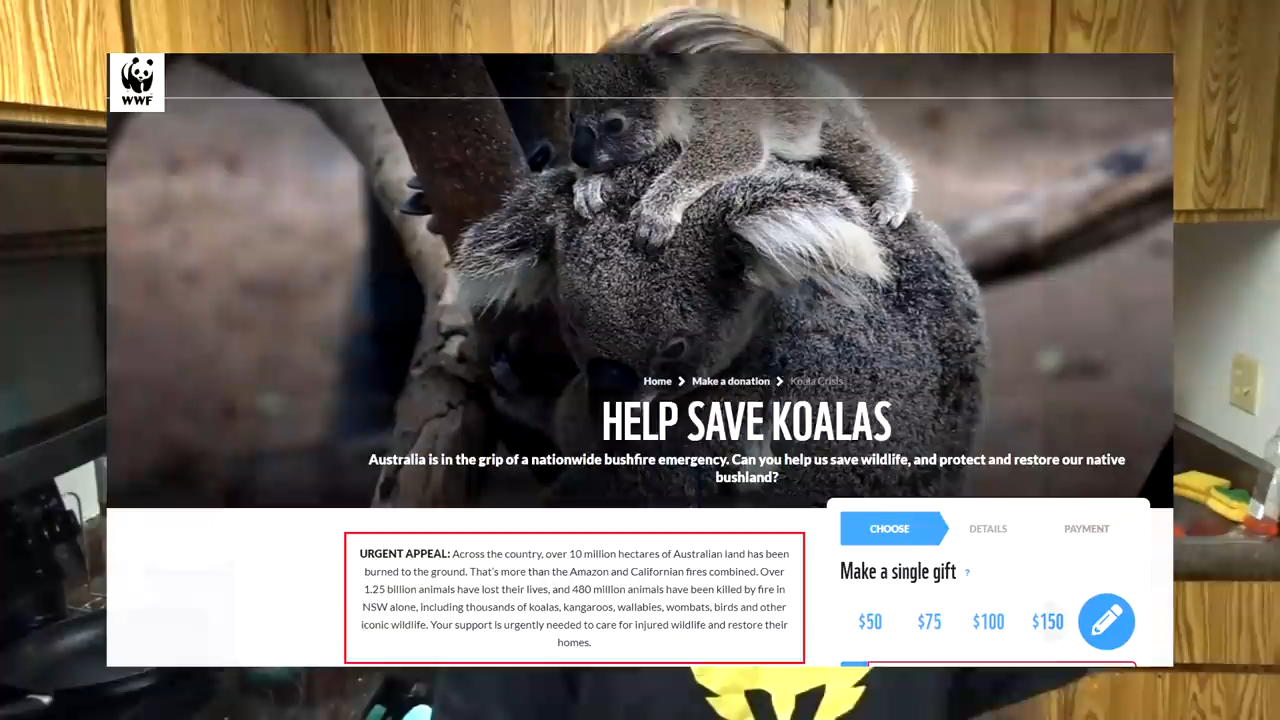 WWF
Home > Make a donation > Koala Crisis
HELP SAVE KOALAS
Australia is in the grip of a nationwide bushfire emergency. Can you help us save wildlife, and protect and restore our native
bushland?
URGENT APPEAL: Across the country, over 10 million hectares of Australian land has been
burned to the ground. That's more than the Amazon and Californian fires combined. Over
1.25 billion animals have lost their lives, and 480 million animals have been killed by fire in
NSW alone, including thousands of koalas, kangaroos, wallabies, wombats, birds and other
iconic wildlife. Your support is urgently needed to care for injured wildlife and restore their
homes.
CHOOSE DETAILS PAYMENT
Make a single gift ?
$50 $75 $100 $150